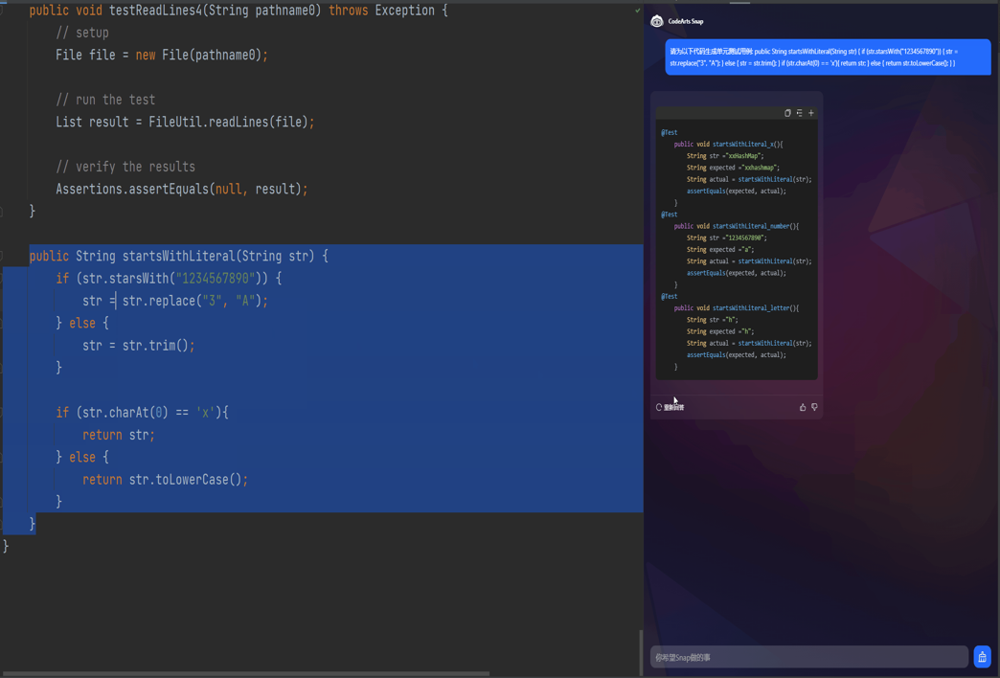 public void testReadLines4(String pathname0) throws Exception {
// setup
File file = new File(pathname0);
// run the test
List result = FileUtil.readLines(file);
// verify the results
Assertions.assertEquals(null, result);
}
public String startsWithLiteral(String str) {
if (str.starsWith("1234567890")) {
str = str.replace("3", "A");
} else {
str = str.trim();
}
if (str.charAt(0) == 'x'){
return str;
} else {
return str.toLowerCase();
}
}
}
CodeArts Snap
请为以下代码生成单元测试用例: public String startsWithLiteral(String str) { if (str.starsWith("1234567890")) { str =
str.replace("3", "A"); } else { str = str.trim(); } if (str.charAt(0) == 'x'){ return str; } else { return str.toLowerCase(); } }
@Test
public void startsWithLiteral_x(){
String str ="xxHashMap";
String expected ="xxhashmap";
String actual = startsWithLiteral(str);
assertEquals(expected, actual);
}
@Test
public void startsWithLiteral_number(){
String str ="1234567890";
String expected ="a";
String actual = startsWithLiteral(str);
assertEquals(expected, actual);
}
@Test
public void startsWithLiteral_letter(){
String str ="h";
String expected ="h";
String actual = startsWithLiteral(str);
assertEquals(expected, actual);
}
重新回答
你希望Snap做的事